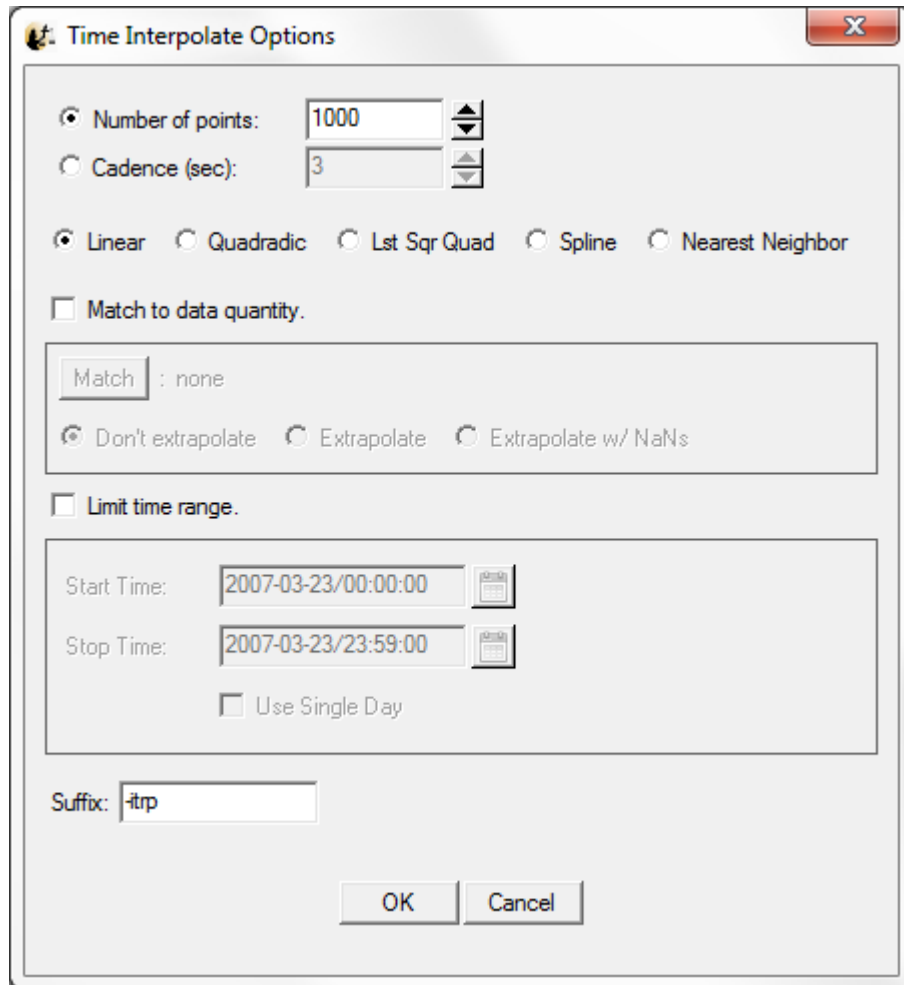 Time Interpolate Options
Number of points: 1000
Cadence (sec): 3
Linear Quadradic Lst Sqr Quad Spline Nearest Neighbor
Match to data quantity.
Match : none
Don't extrapolate Extrapolate Extrapolate w/ NaNs
Limit time range.
Start Time: 2007-03-23/00:00:00
Stop Time: 2007-03-23/23:59:00
Use Single Day
Suffix: -itrp
OK Cancel